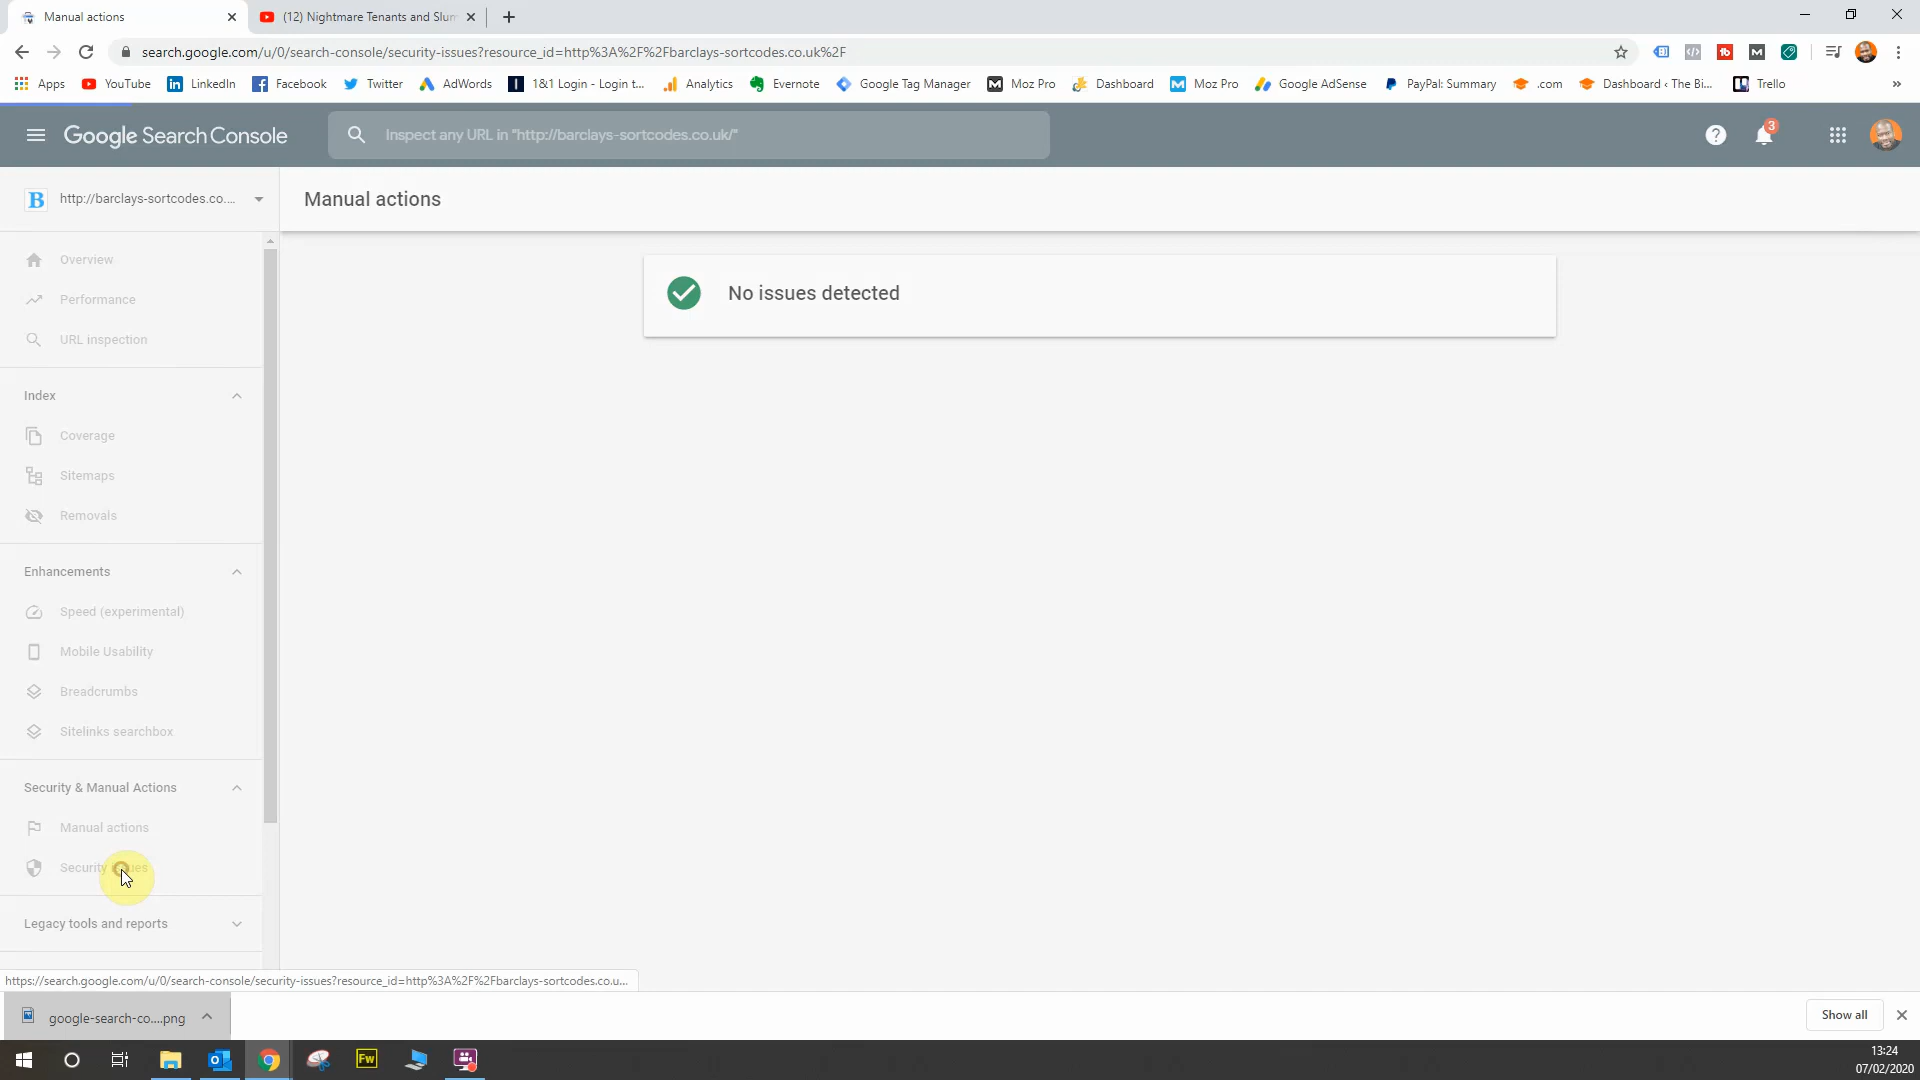 Manual actions
(12) Nightmare Tenants and Slum
search.google.com/u/0/search-console/security-issues?resource_id=http%3A%2F%2Fbarclays-sortcodes.co.uk%2F
Apps YouTube LinkedIn Facebook Twitter AdWords 1&1 Login - Login t... Analytics Evernote Google Tag Manager Moz Pro Dashboard Moz Pro Google AdSense PayPal: Summary .com Dashboard ‹ The Bi... Trello »
Google Search Console
Inspect any URL in "http://barclays-sortcodes.co.uk/"
3
B http://barclays-sortcodes.co....
Manual actions
Overview
Performance
URL inspection
No issues detected
Index
Coverage
Sitemaps
Removals
Enhancements
Speed (experimental)
Mobile Usability
Breadcrumbs
Sitelinks searchbox
Security & Manual Actions
Manual actions
Security issues
Legacy tools and reports
https://search.google.com/u/0/search-console/security-issues?resource_id=http%3A%2F%2Fbarclays-sortcodes.co.u...
google-search-co....png
Show all
Fw
13:24
07/02/2020